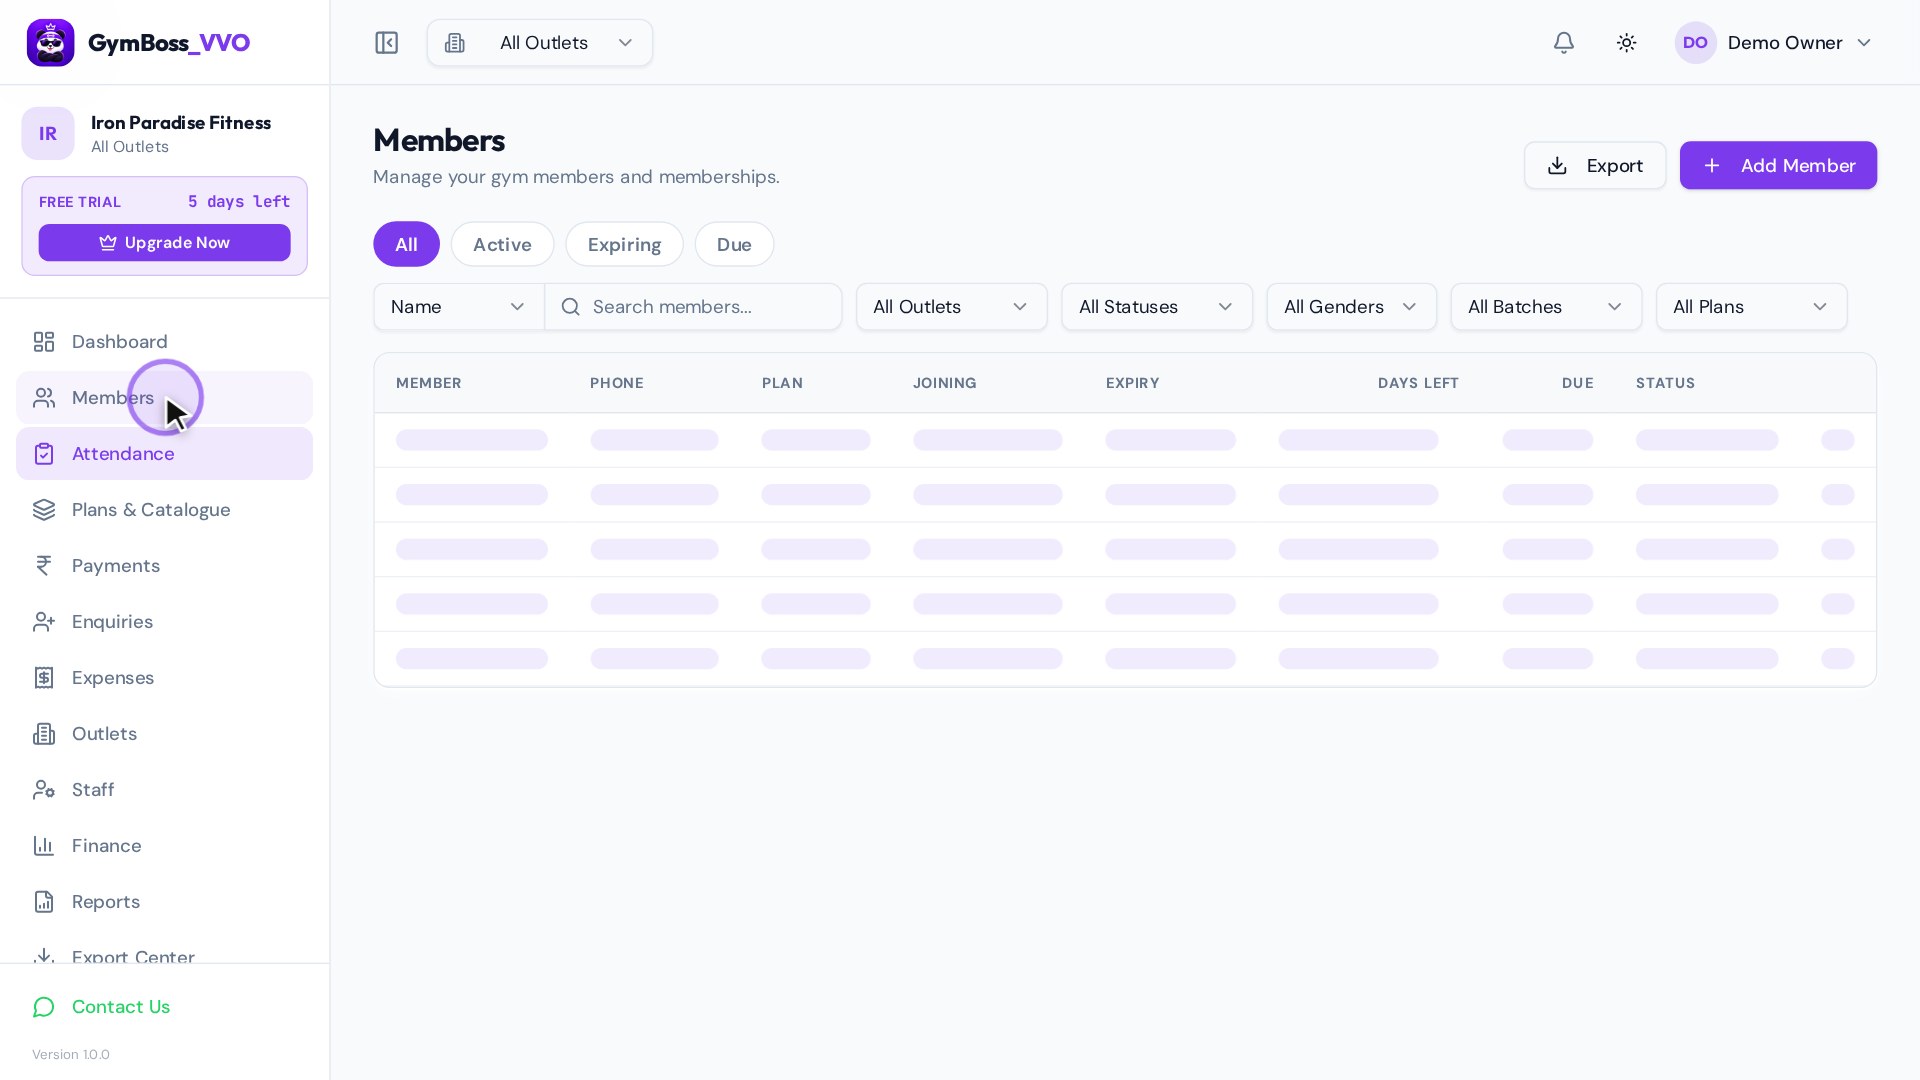 GymBoss_VVO
All Outlets
DO
Demo Owner
IR
Iron Paradise Fitness
All Outlets
FREE TRIAL
5 days left
Upgrade Now
Dashboard
Members
Attendance
Plans & Catalogue
Payments
Enquiries
Expenses
Outlets
Staff
Finance
Reports
Export Center
Contact Us
Version 1.0.0
Members
Manage your gym members and memberships.
Export
Add Member
All
Active
Expiring
Due
Name
Search members...
All Outlets
All Statuses
All Genders
All Batches
All Plans
MEMBER
PHONE
PLAN
JOINING
EXPIRY
DAYS LEFT
DUE
STATUS